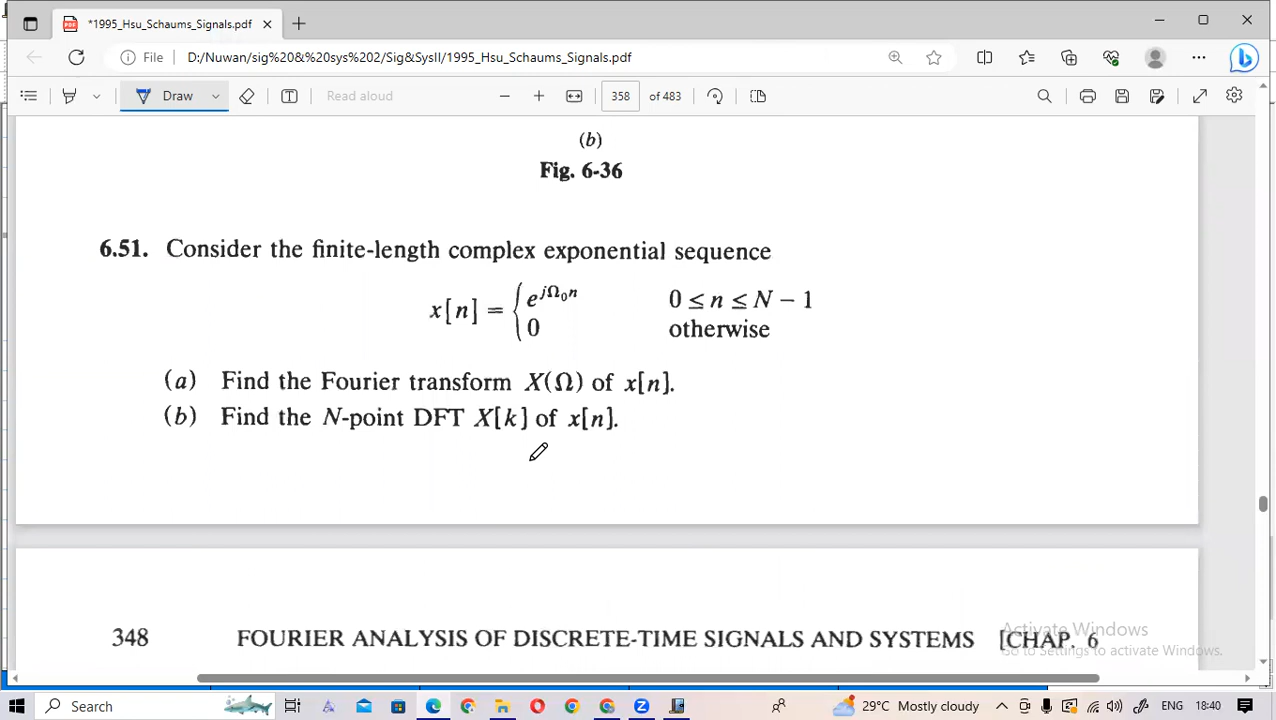 *1995_Hsu_Schaums_Signals.pdf
File
D:/Nuwan/sig%20&%20sys%202/Sig&SysII/1995_Hsu_Schaums_Signals.pdf
Draw
Read aloud
358 of 483
(b)
Fig. 6-36
6.51. Consider the finite-length complex exponential sequence
x[n] = { e^{jΩ₀n} 0 ≤ n ≤ N − 1
0 otherwise
(a) Find the Fourier transform X(Ω) of x[n].
(b) Find the N-point DFT X[k] of x[n].
348 FOURIER ANALYSIS OF DISCRETE-TIME SIGNALS AND SYSTEMS [CHAP. 6
Activate Windows
Go to Settings to activate Windows.
Search
29°C Mostly cloudy
ENG 18:40